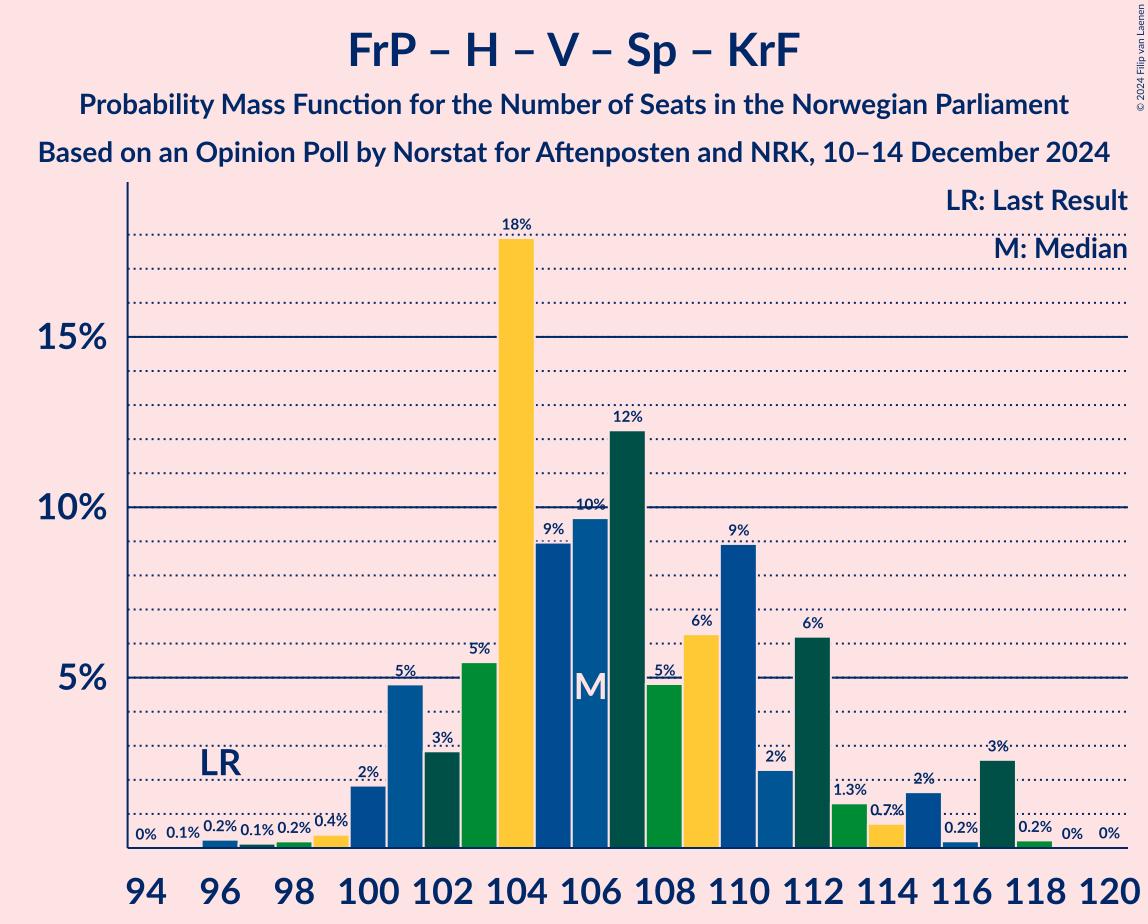 FrP – H – V – Sp – KrF
Probability Mass Function for the Number of Seats in the Norwegian Parliament
Based on an Opinion Poll by Norstat for Aftenposten and NRK, 10–14 December 2024
© 2024 Filip van Laenen
LR: Last Result
M: Median
15%
10%
5%
LR
M
0% 0.1% 0.2% 0.1% 0.2% 0.4% 2% 5% 3% 5% 18% 9% 10% 12% 5% 6% 9% 2% 6% 1.3% 0.7% 2% 0.2% 3% 0.2% 0% 0%
94 96 98 100 102 104 106 108 110 112 114 116 118 120